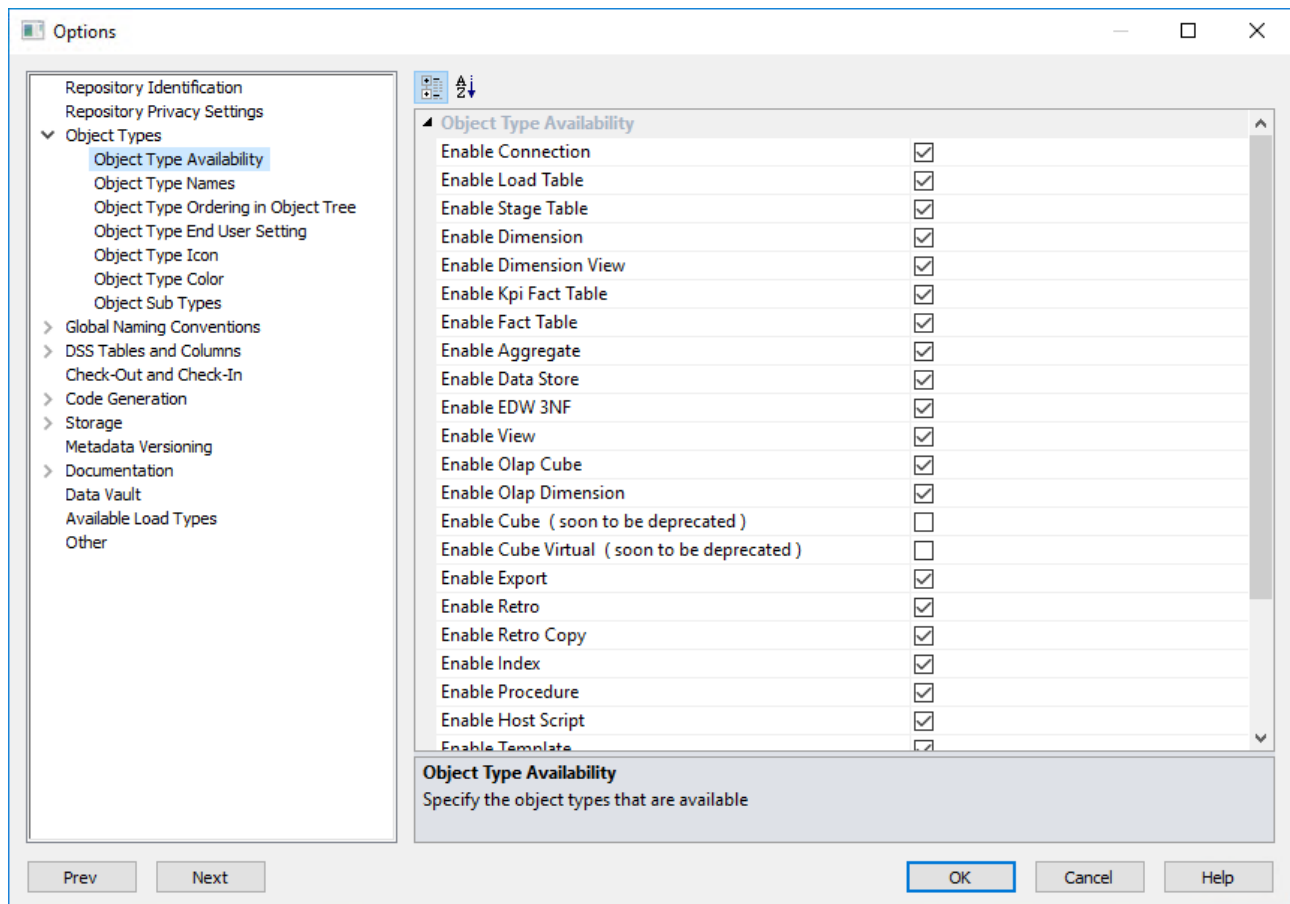 Options
Repository Identification
Repository Privacy Settings
Object Types
Object Type Availability
Object Type Names
Object Type Ordering in Object Tree
Object Type End User Setting
Object Type Icon
Object Type Color
Object Sub Types
Global Naming Conventions
DSS Tables and Columns
Check-Out and Check-In
Code Generation
Storage
Metadata Versioning
Documentation
Data Vault
Available Load Types
Other
Object Type Availability
Enable Connection
Enable Load Table
Enable Stage Table
Enable Dimension
Enable Dimension View
Enable Kpi Fact Table
Enable Fact Table
Enable Aggregate
Enable Data Store
Enable EDW 3NF
Enable View
Enable Olap Cube
Enable Olap Dimension
Enable Cube ( soon to be deprecated )
Enable Cube Virtual ( soon to be deprecated )
Enable Export
Enable Retro
Enable Retro Copy
Enable Index
Enable Procedure
Enable Host Script
Enable Template
Object Type Availability
Specify the object types that are available
Prev Next OK Cancel Help